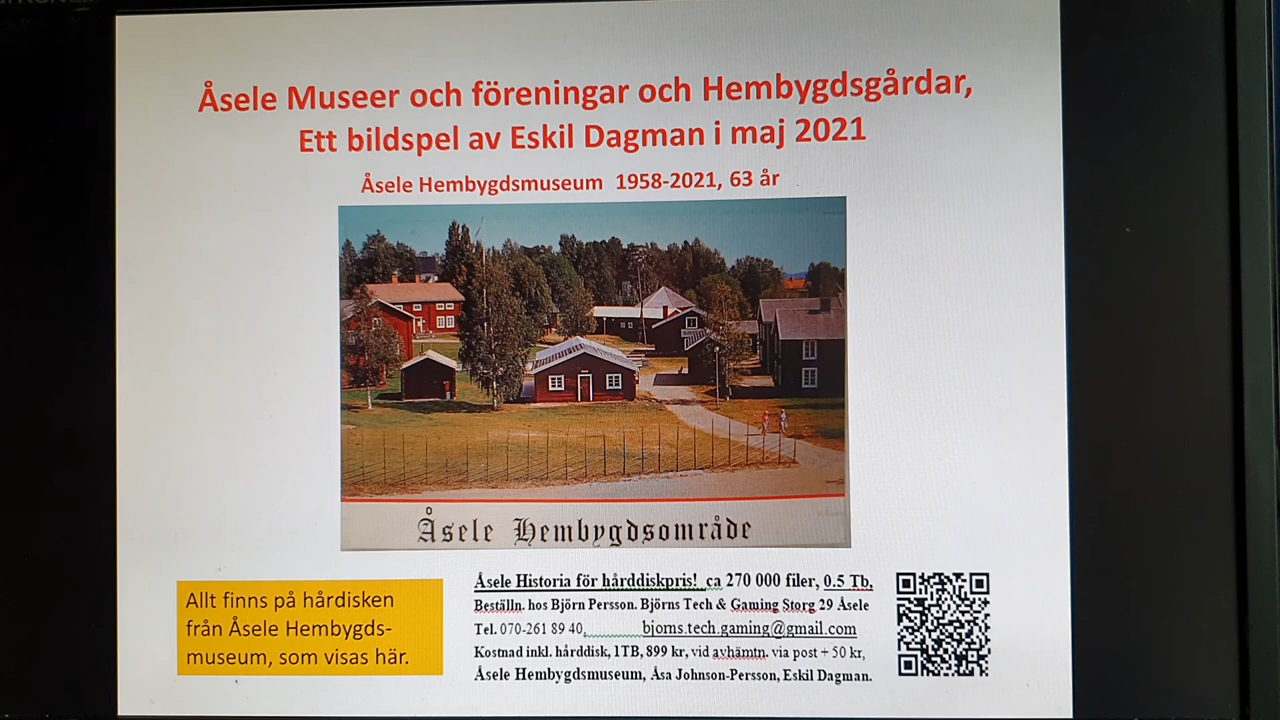 Åsele Museer och föreningar och Hembygdsgårdar,
Ett bildspel av Eskil Dagman i maj 2021
Åsele Hembygdsmuseum 1958-2021, 63 år
Åsele Hembygdsområde
Allt finns på hårdisken
från Åsele Hembygds-
museum, som visas här.
Åsele Historia för hårddiskpris! ca 270 000 filer, 0.5 Tb,
Beställn. hos Björn Persson. Björns Tech & Gaming Storg 29 Åsele
Tel. 070-261 89 40, bjorns.tech.gaming@gmail.com
Kostnad inkl. hårddisk, 1TB, 899 kr, vid avhämtn. via post + 50 kr,
Åsele Hembygdsmuseum, Åsa Johnson-Persson, Eskil Dagman.